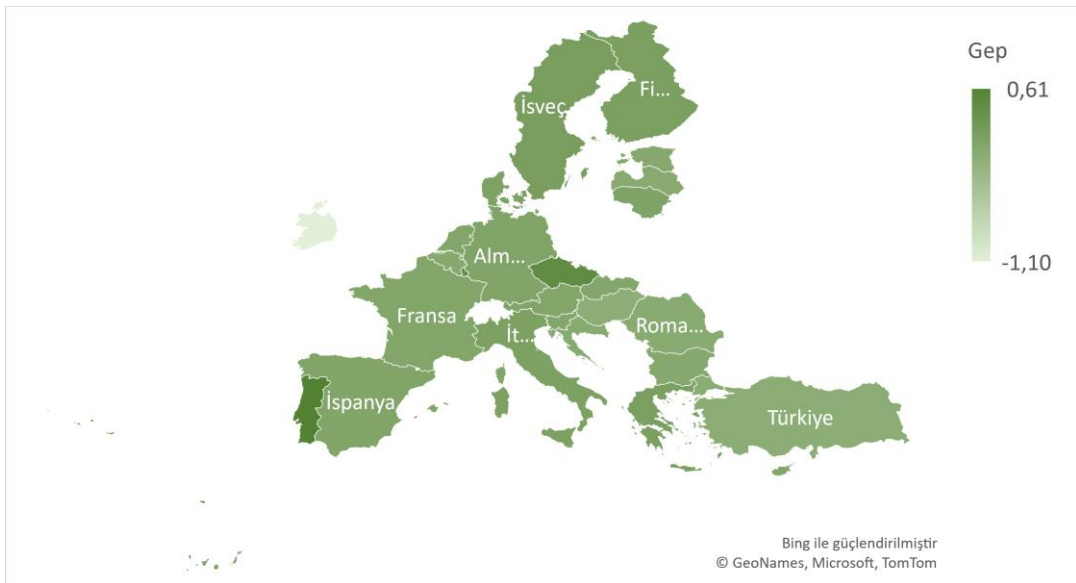 Gep
0,61
İsveç
Fi...
Alm...
-1,10
Fransa
İt...
Roma...
İspanya
Türkiye
Bing ile güçlendirilmiştir
© GeoNames, Microsoft, TomTom